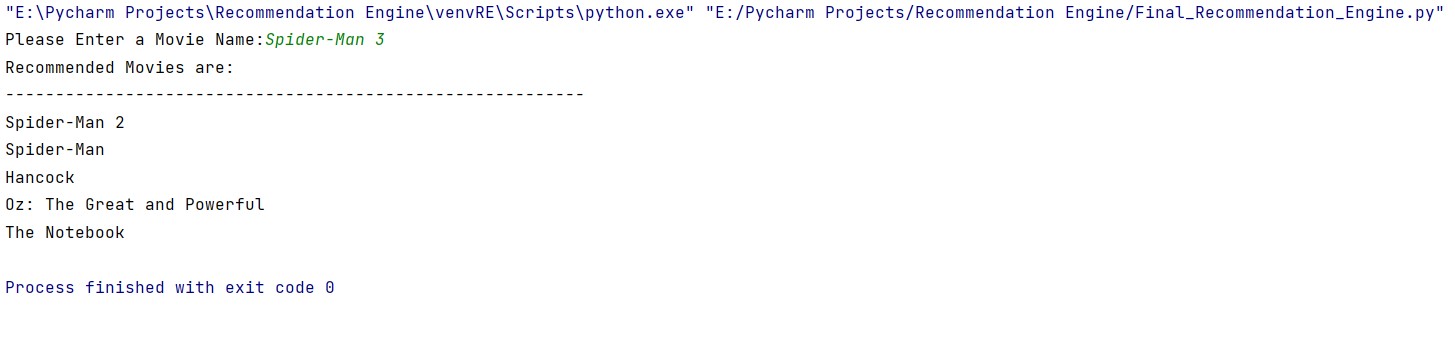 "E:\Pycharm Projects\Recommendation Engine\venvRE\Scripts\python.exe" "E:/Pycharm Projects/Recommendation Engine/Final_Recommendation_Engine.py"
Please Enter a Movie Name:Spider-Man 3
Recommended Movies are:
----------------------------------------------------------
Spider-Man 2
Spider-Man
Hancock
Oz: The Great and Powerful
The Notebook
Process finished with exit code 0